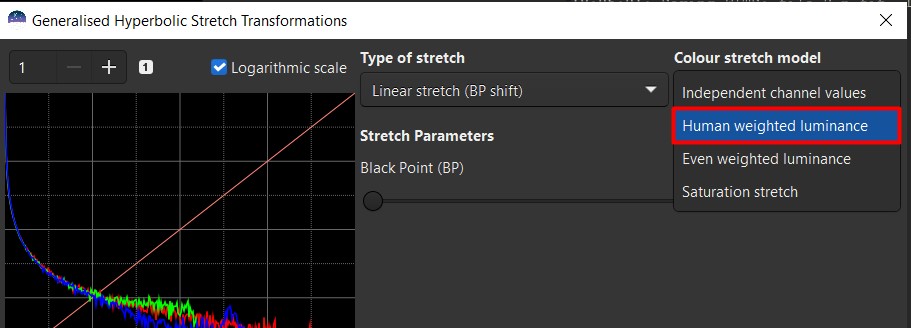 Generalised Hyperbolic Stretch Transformations
1
1
Logarithmic scale
Type of stretch
Linear stretch (BP shift)
Stretch Parameters
Black Point (BP)
Colour stretch model
Independent channel values
Human weighted luminance
Even weighted luminance
Saturation stretch